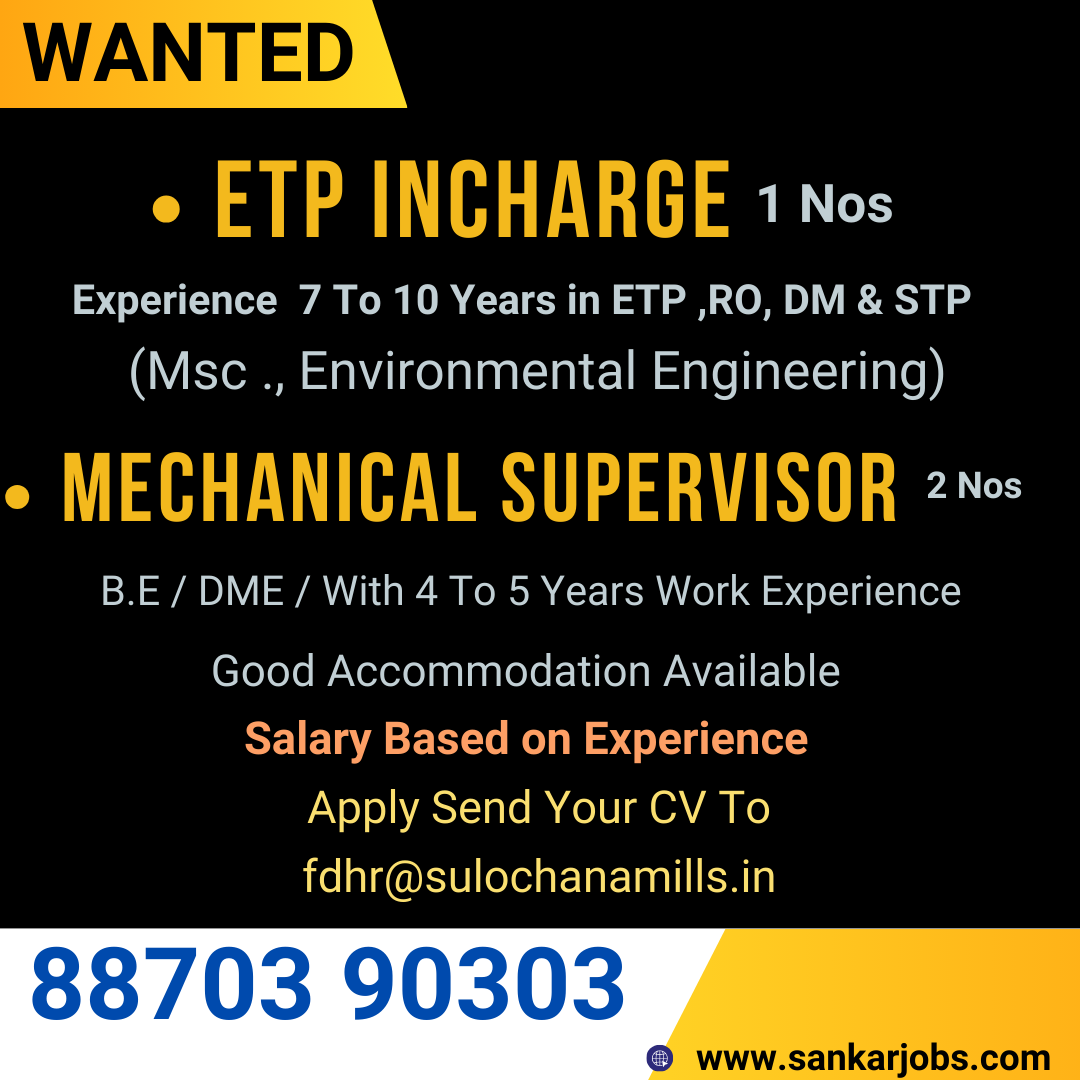 WANTED
• ETP INCHARGE 1 Nos
Experience 7 To 10 Years in ETP ,RO, DM & STP
(Msc ., Environmental Engineering)
• MECHANICAL SUPERVISOR 2 Nos
B.E / DME / With 4 To 5 Years Work Experience
Good Accommodation Available
Salary Based on Experience
Apply Send Your CV To
fdhr@sulochanamills.in
88703 90303
www.sankarjobs.com